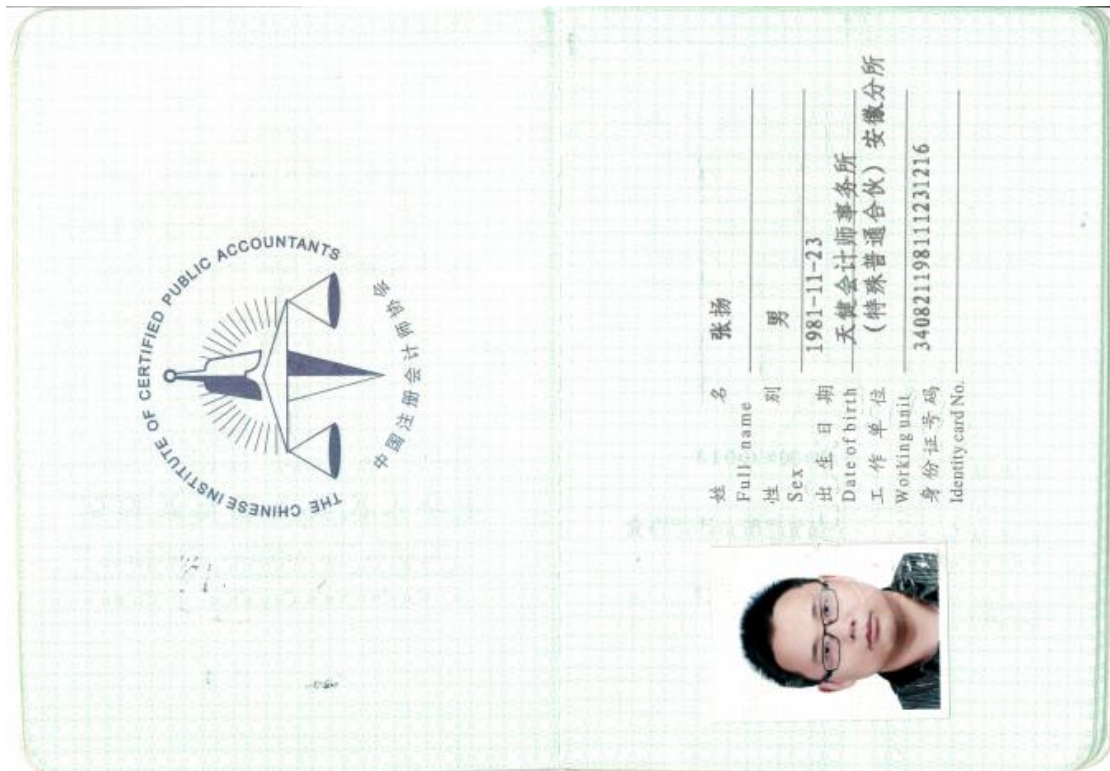 THE CHINESE INSTITUTE OF CERTIFIED PUBLIC ACCOUNTANTS
中国注册会计师协会
姓 名 张扬
Full name
性 别 男
Sex
出 生 日 期 1981-11-23
Date of birth
工 作 单 位 天健会计师事务所
(特殊普通合伙) 安徽分所
Working unit
身份证号码 340821198111231216
Identity card No.